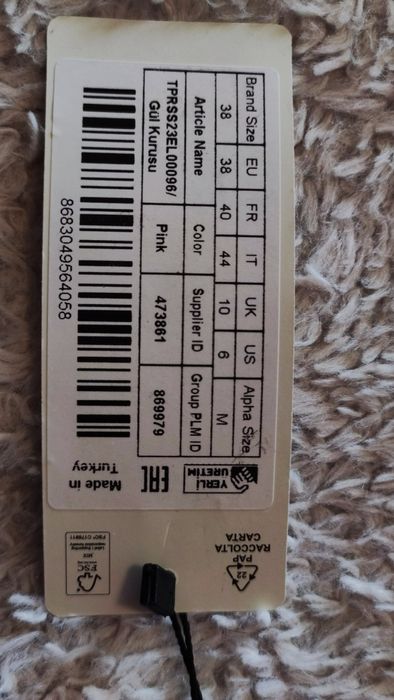 Brand Size EU FR IT UK US Alpha Size
38 38 40 44 10 6 M
Article Name Color Supplier ID Group PLM ID
TPRSS23EL00096/ Pink 473861 869979
Gül Kurusu
8683049564058
YERLİ
ÜRETİM
EAC
Made in
Turkey
22
PAP
RACCOLTA
CARTA
FSC
MIX